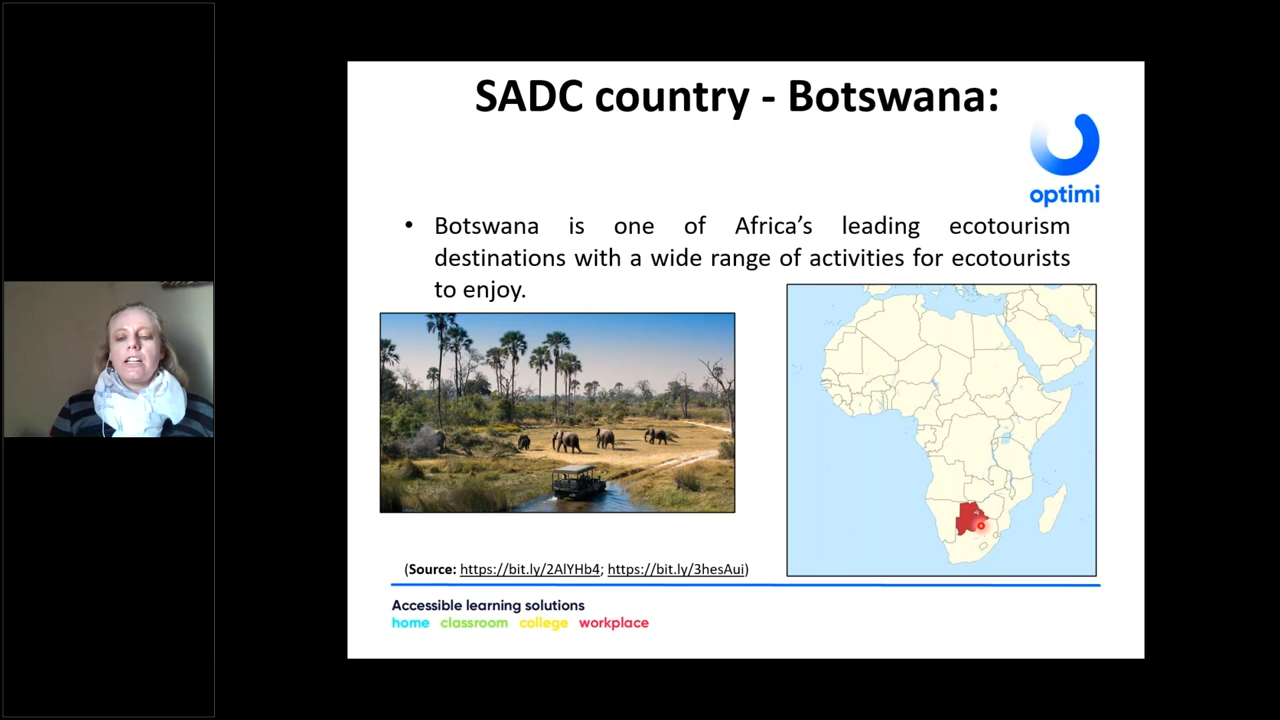 SADC country - Botswana:
optimi
• Botswana is one of Africa's leading ecotourism
destinations with a wide range of activities for ecotourists
to enjoy.
(Source: https://bit.ly/2AlYHb4; https://bit.ly/3hesAui)
Accessible learning solutions
home classroom college workplace